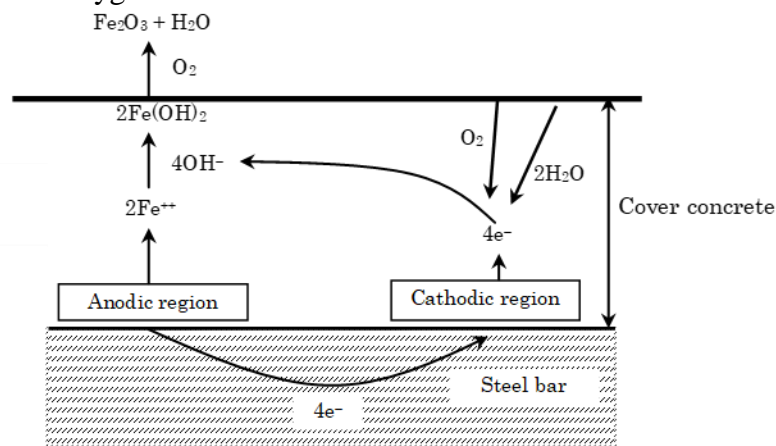 Fe₂O₃ + H₂O
O₂
2Fe(OH)₂
O₂
4OH⁻
2H₂O
2Fe⁺⁺
Cover concrete
4e⁻
Anodic region
Cathodic region
Steel bar
4e⁻